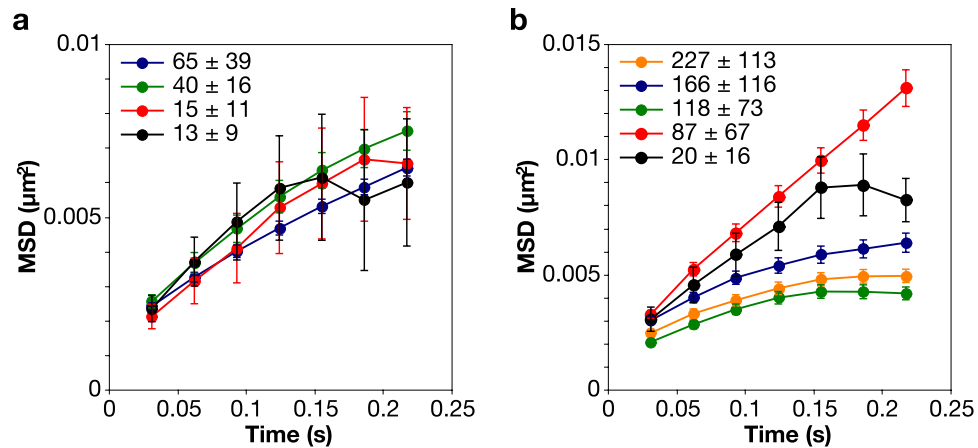 a
MSD (µm²)
0.01
0.005
0
65 ± 39
40 ± 16
15 ± 11
13 ± 9
0 0.05 0.1 0.15 0.2 0.25
Time (s)
b
MSD (µm²)
0.015
0.01
0.005
0
227 ± 113
166 ± 116
118 ± 73
87 ± 67
20 ± 16
0 0.05 0.1 0.15 0.2 0.25
Time (s)